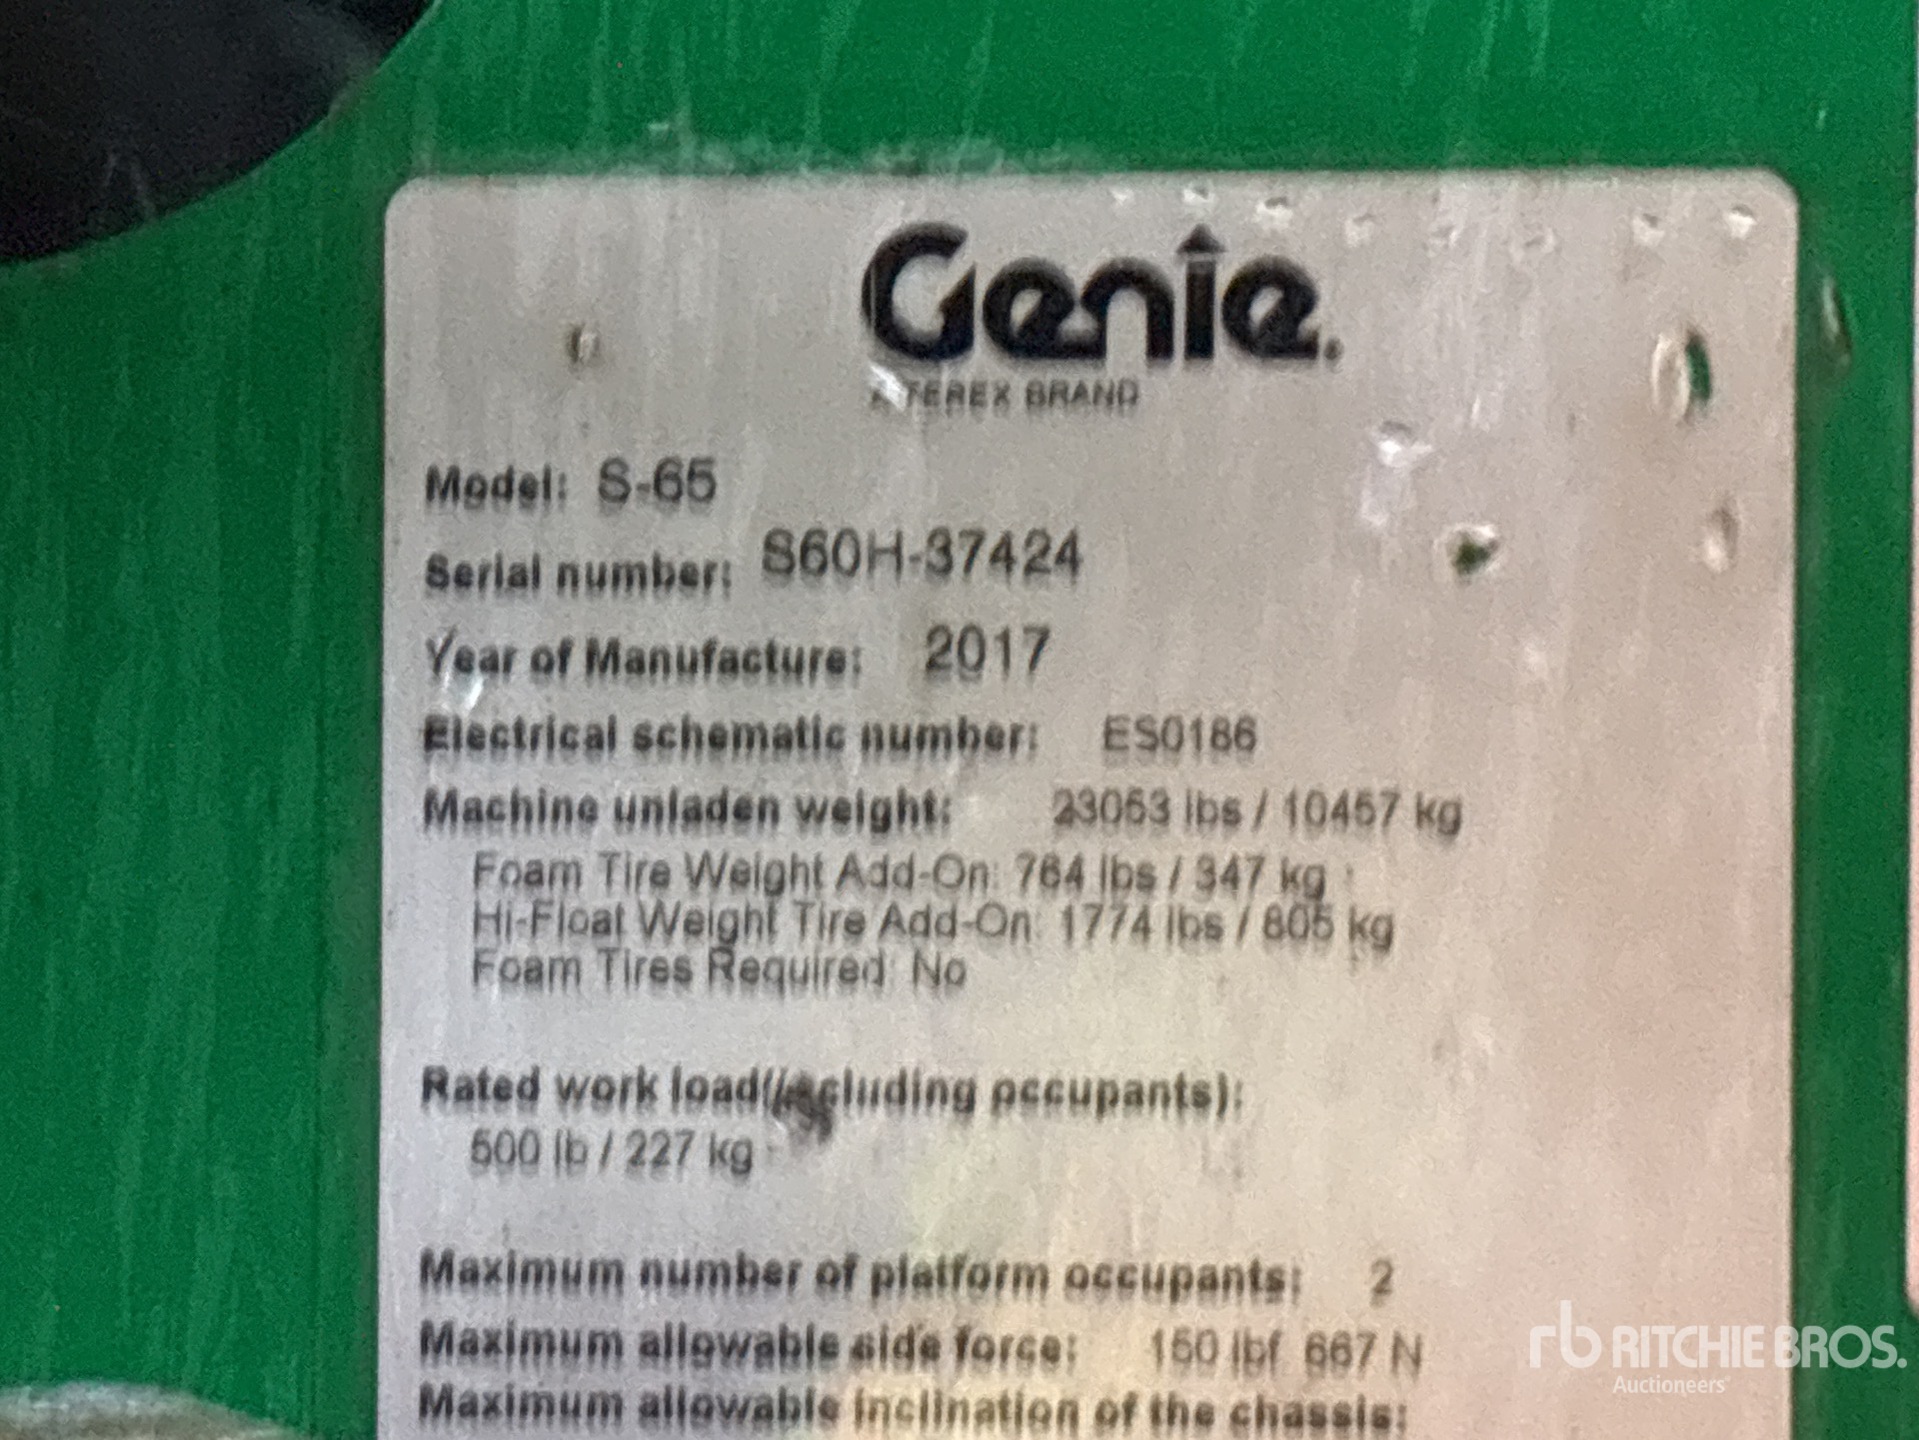 Genie.
A TEREX BRAND
Model: S-65
Serial number: S60H-37424
Year of Manufacture: 2017
Electrical schematic number: ES0186
Machine unladen weight: 23053 lbs / 10457 kg
Foam Tire Weight Add-On: 764 lbs / 347 kg
Hi-Float Weight Tire Add-On: 1774 lbs / 805 kg
Foam Tires Required: No
Rated work load(including occupants):
500 lb / 227 kg
Maximum number of platform occupants: 2
Maximum allowable side force: 150 lbf 667 N
Maximum allowable inclination of the chassis:
rb RITCHIE BROS.
Auctioneers